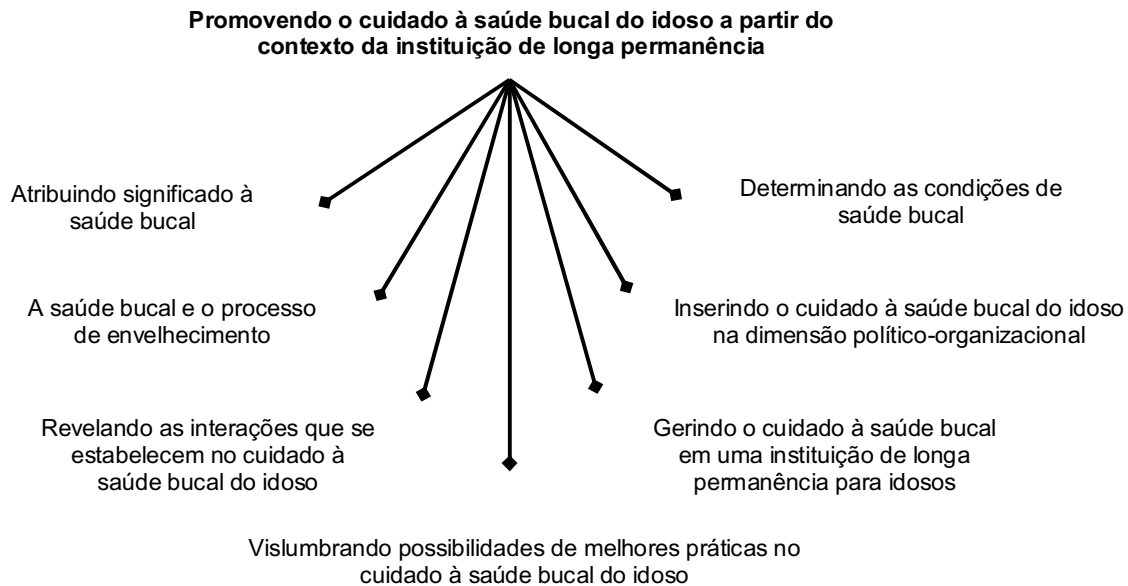 Promovendo o cuidado à saúde bucal do idoso a partir do
contexto da instituição de longa permanência
Atribuindo significado à
saúde bucal
Determinando as condições de
saúde bucal
A saúde bucal e o processo
de envelhecimento
Inserindo o cuidado à saúde bucal do idoso
na dimensão político-organizacional
Revelando as interações que se
estabelecem no cuidado à
saúde bucal do idoso
Gerindo o cuidado à saúde bucal
em uma instituição de longa
permanência para idosos
Vislumbrando possibilidades de melhores práticas no
cuidado à saúde bucal do idoso